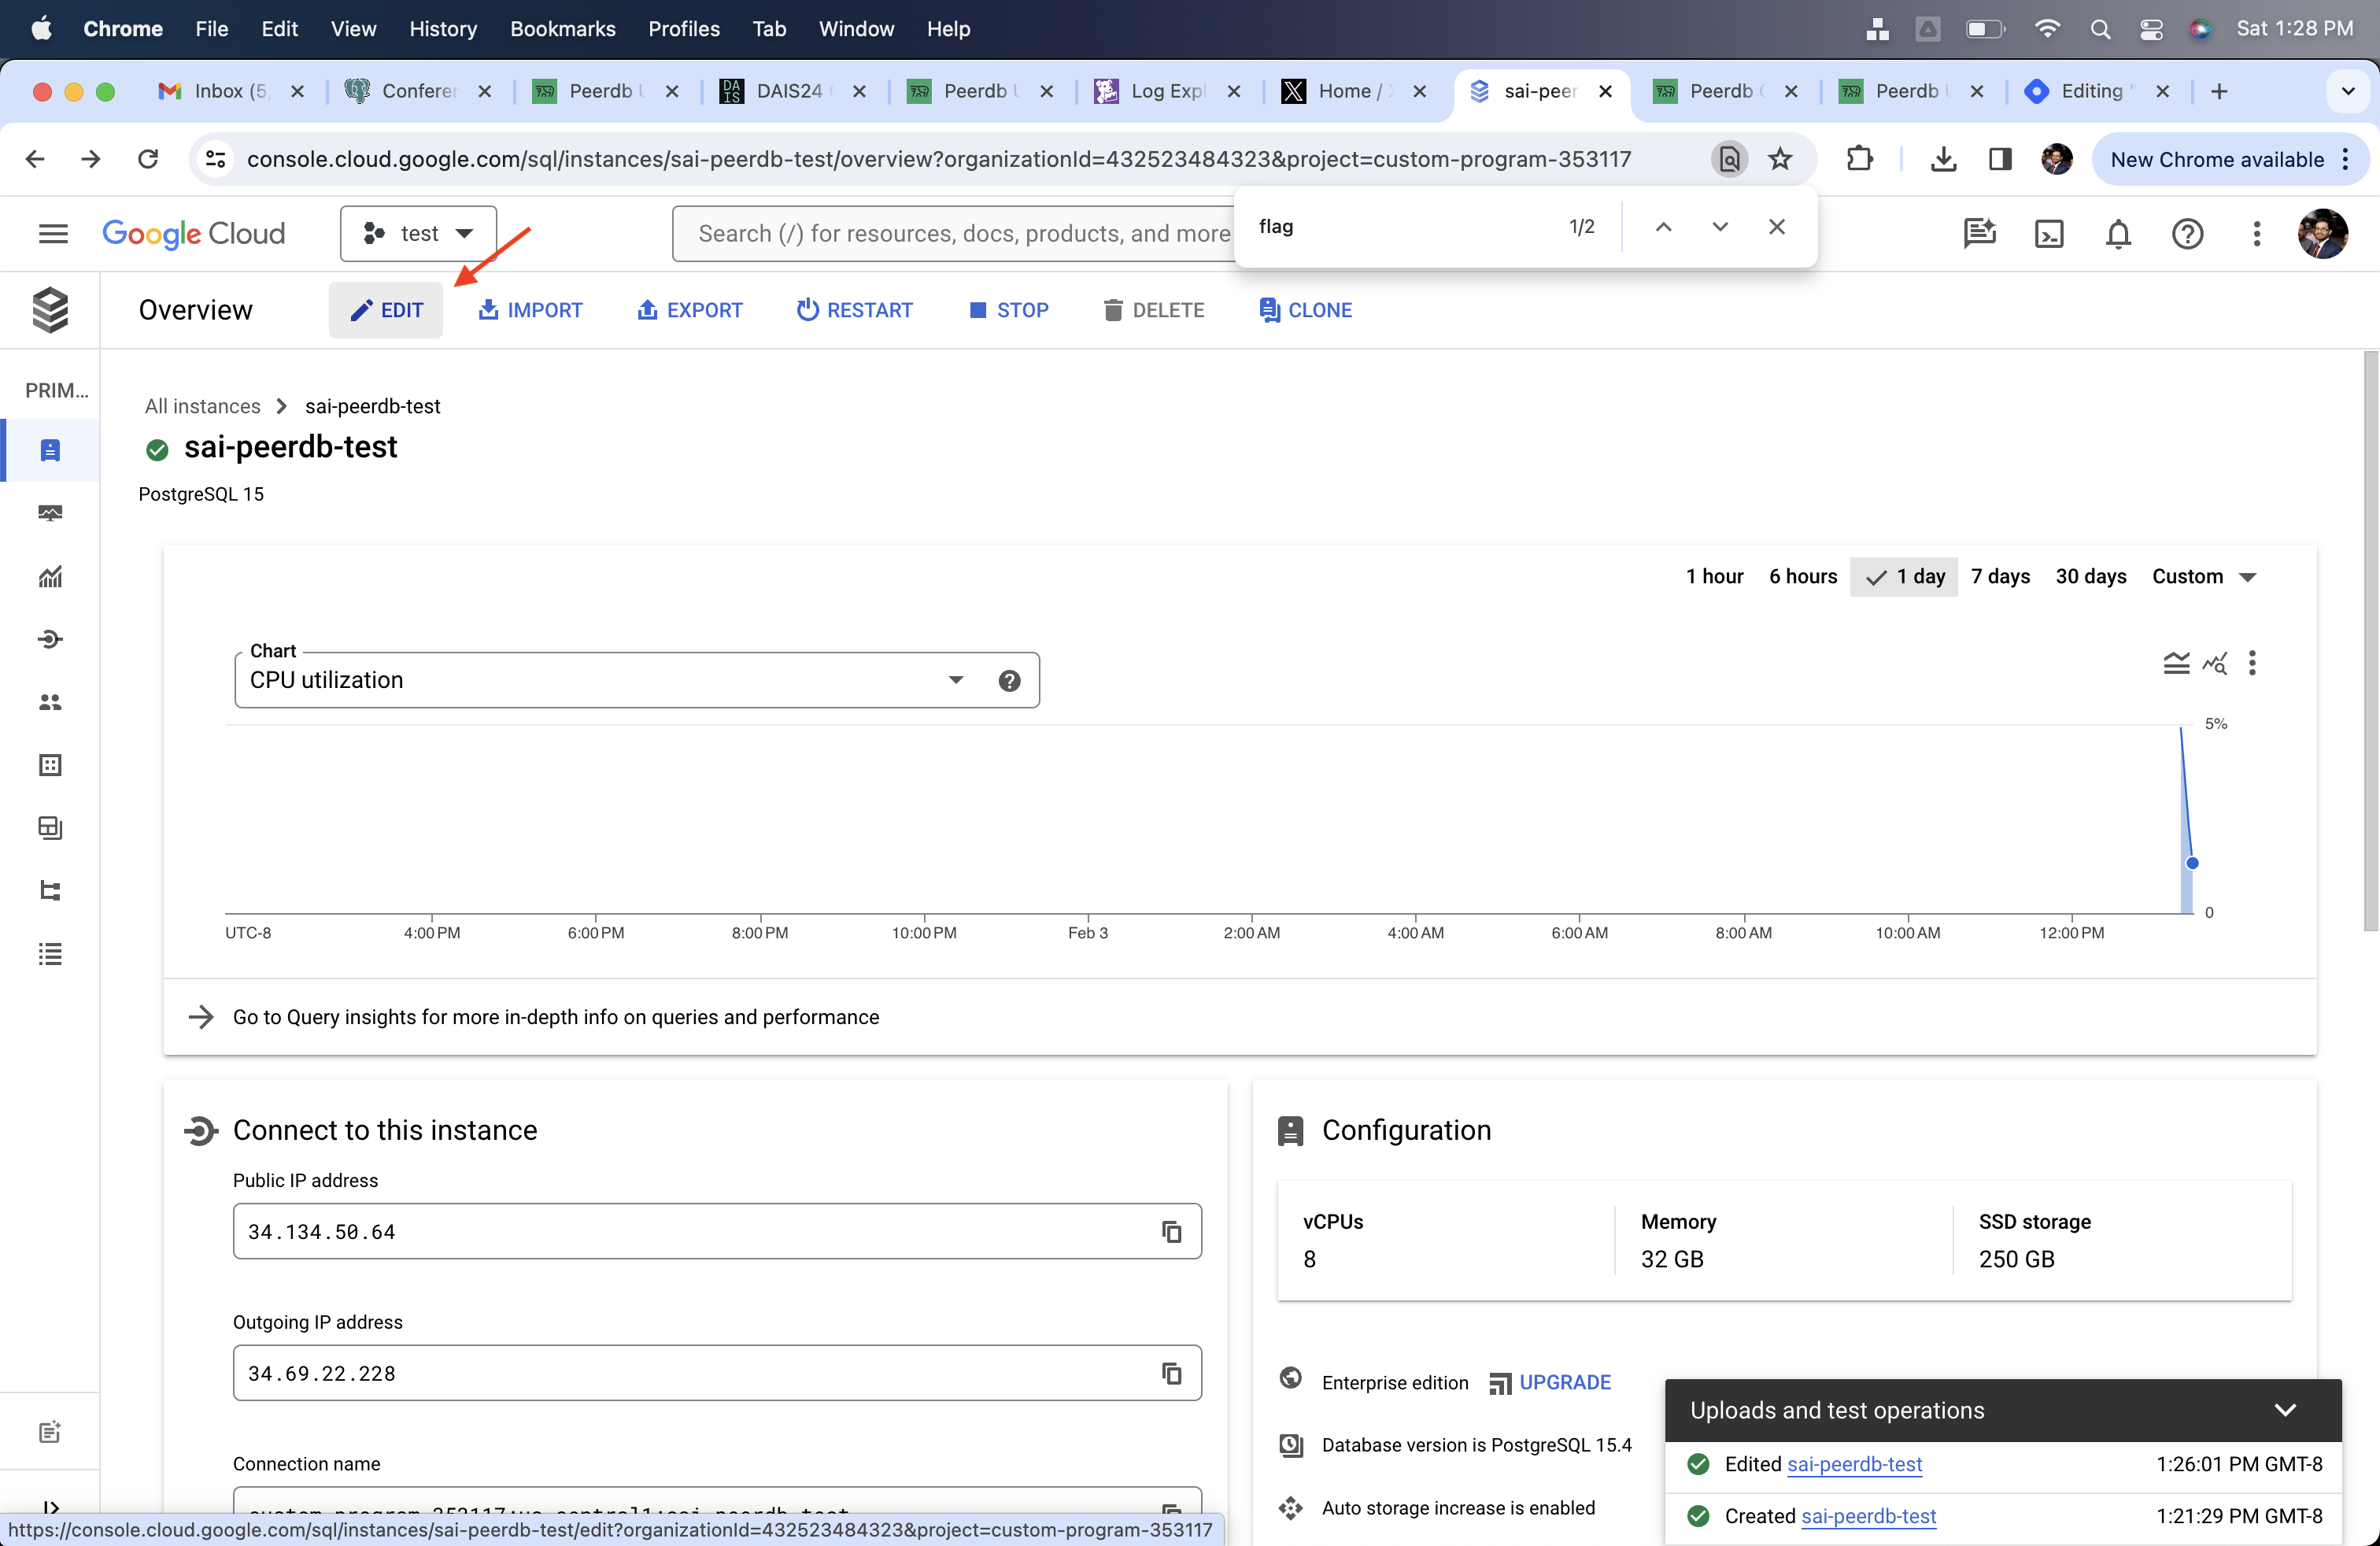 Chrome File Edit View History Bookmarks Profiles Tab Window Help Sat 1:28 PM
Inbox (5, Conferen Peerdb U DAIS24 Peerdb U Log Expl Home / X sai-peer Peerdb Peerdb U Editing "
console.cloud.google.com/sql/instances/sai-peerdb-test/overview?organizationId=432523484323&project=custom-program-353117 New Chrome available
Google Cloud test Search (/) for resources, docs, products, and more flag 1/2
Overview EDIT IMPORT EXPORT RESTART STOP DELETE CLONE
PRIM...
All instances sai-peerdb-test
sai-peerdb-test
PostgreSQL 15
1 hour 6 hours 1 day 7 days 30 days Custom
Chart
CPU utilization
5%
0
UTC-8 4:00 PM 6:00 PM 8:00 PM 10:00 PM Feb 3 2:00 AM 4:00 AM 6:00 AM 8:00 AM 10:00 AM 12:00 PM
Go to Query insights for more in-depth info on queries and performance
Connect to this instance
Public IP address
34.134.50.64
Outgoing IP address
34.69.22.228
Connection name
custom-program-353117:us-central1:sai-peerdb-test
Configuration
vCPUs Memory SSD storage
8 32 GB 250 GB
Enterprise edition UPGRADE
Database version is PostgreSQL 15.4
Auto storage increase is enabled
Uploads and test operations
Edited sai-peerdb-test 1:26:01 PM GMT-8
Created sai-peerdb-test 1:21:29 PM GMT-8
https://console.cloud.google.com/sql/instances/sai-peerdb-test/edit?organizationId=432523484323&project=custom-program-353117